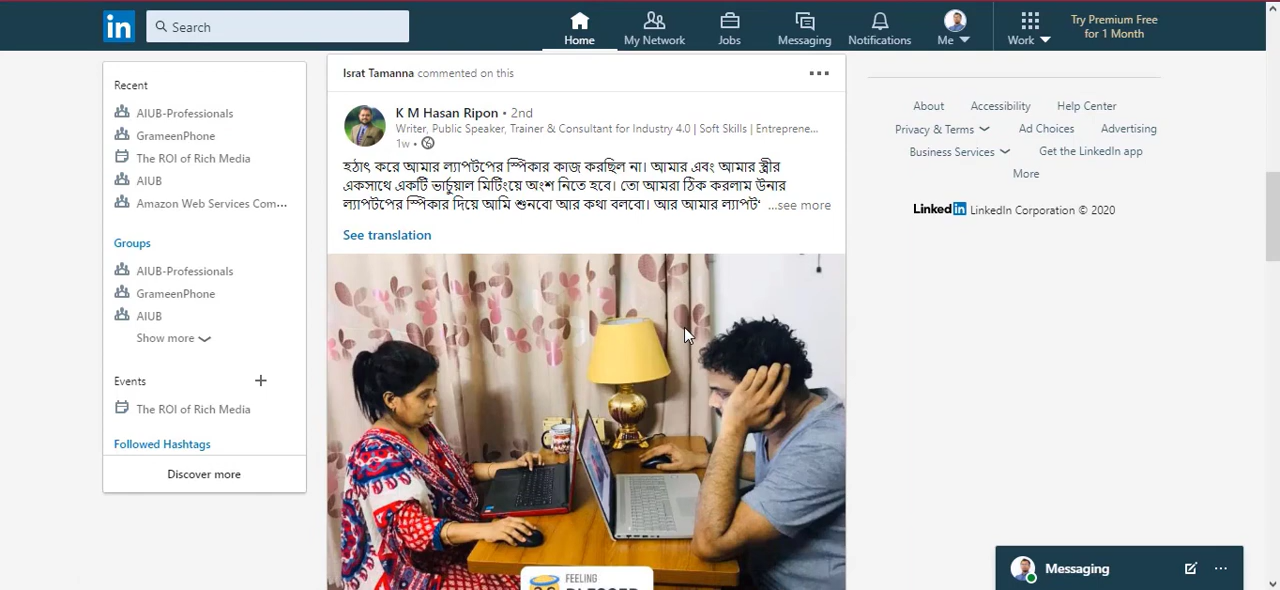 in
Search
Home
My Network
Jobs
Messaging
Notifications
Me
Work
Try Premium Free
for 1 Month
Recent
AIUB-Professionals
GrameenPhone
The ROI of Rich Media
AIUB
Amazon Web Services Com...
Groups
AIUB-Professionals
GrameenPhone
AIUB
Show more
Events
The ROI of Rich Media
Followed Hashtags
Discover more
Israt Tamanna commented on this
K M Hasan Ripon • 2nd
Writer, Public Speaker, Trainer & Consultant for Industry 4.0 | Soft Skills | Entreprene...
1w •
হঠাৎ করে আমার ল্যাপটপের স্পিকার কাজ করছিল না। আমার এবং আমার স্ত্রীর
একসাথে একটি ভার্চুয়াল মিটিংয়ে অংশ নিতে হবে। তো আমরা ঠিক করলাম উনার
ল্যাপটপের স্পিকার দিয়ে আমি শুনবো আর কথা বলবো। আর আমার ...see more
See translation
FEELING
BLESSED
About Accessibility Help Center
Privacy & Terms Ad Choices Advertising
Business Services Get the LinkedIn app
More
LinkedIn LinkedIn Corporation © 2020
Messaging